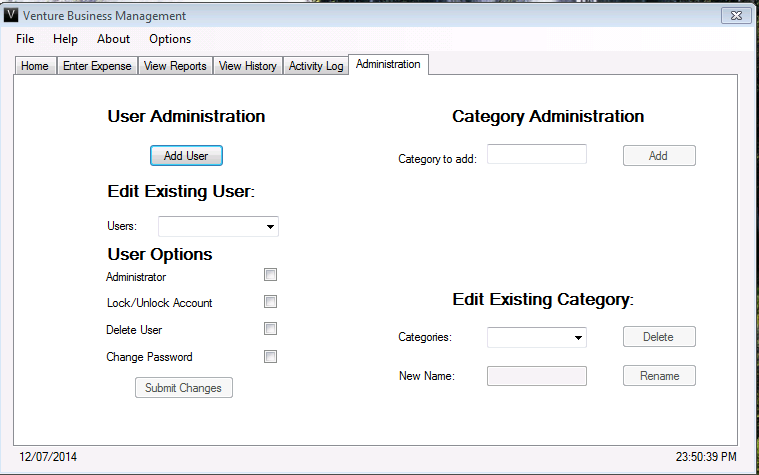 V Venture Business Management
File Help About Options
Home Enter Expense View Reports View History Activity Log Administration
User Administration
Add User
Edit Existing User:
Users:
User Options
Administrator
Lock/Unlock Account
Delete User
Change Password
Submit Changes
Category Administration
Category to add: Add
Edit Existing Category:
Categories: Delete
New Name: Rename
12/07/2014 23:50:39 PM